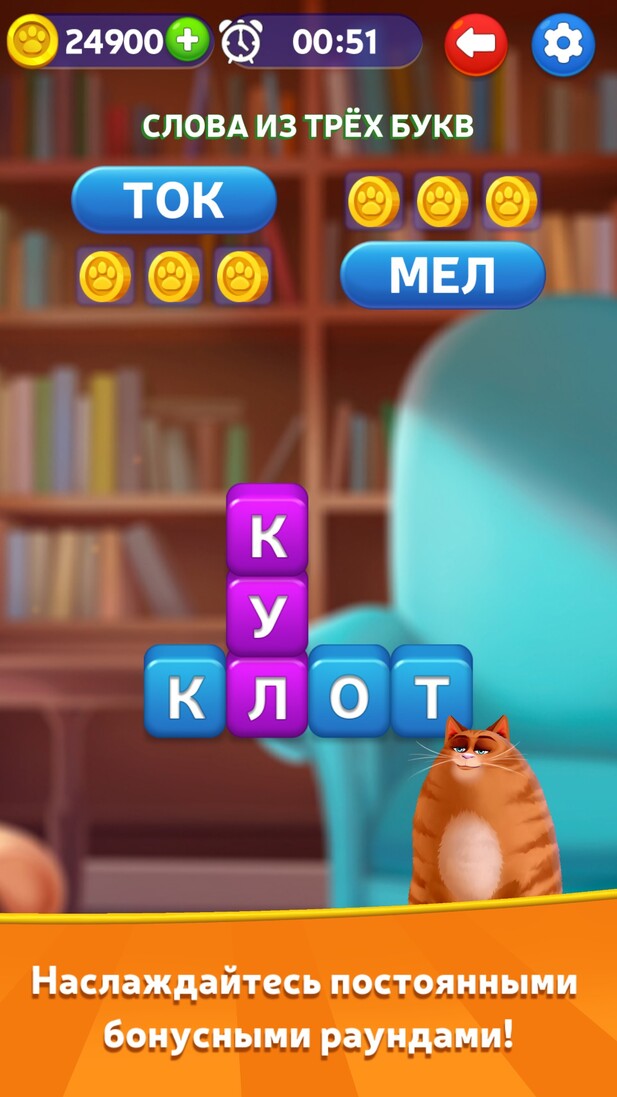 24900 + 00:51
СЛОВА ИЗ ТРЁХ БУКВ
ТОК
МЕЛ
К
У
К Л О Т
Наслаждайтесь постоянными
бонусными раундами!